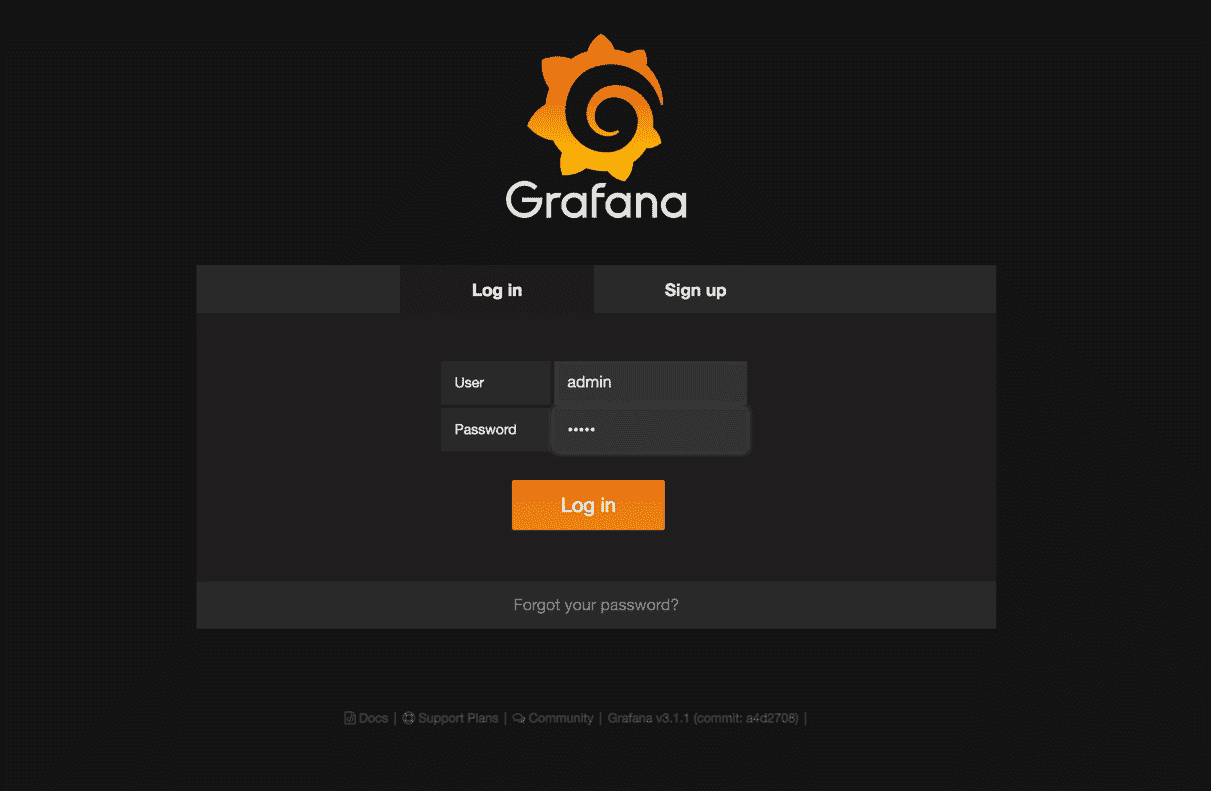 Grafana
Log in Sign up
User admin
Password •••••
Log in
Forgot your password?
Docs | Support Plans | Community | Grafana v3.1.1 (commit: a4d2708) |